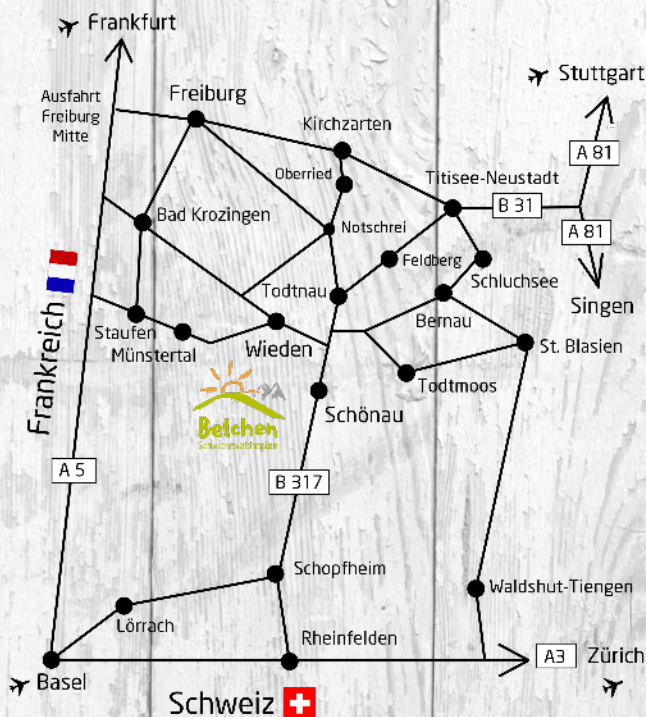 Frankfurt
Stuttgart
Ausfahrt
Freiburg
Mitte
Freiburg
Kirchzarten
A 81
Oberried
Titisee-Neustadt
B 31
Bad Krozingen
Notschrei
A 81
Feldberg
Schluchsee
Todtnau
Singen
Bernau
Staufen
Münstertal
Wieden
St. Blasien
Frankreich
Todtmoos
Belchen
Schwarzwaldregion
Schönau
A 5
B 317
Schopfheim
Waldshut-Tiengen
Lörrach
Rheinfelden
A3
Zürich
Basel
Schweiz